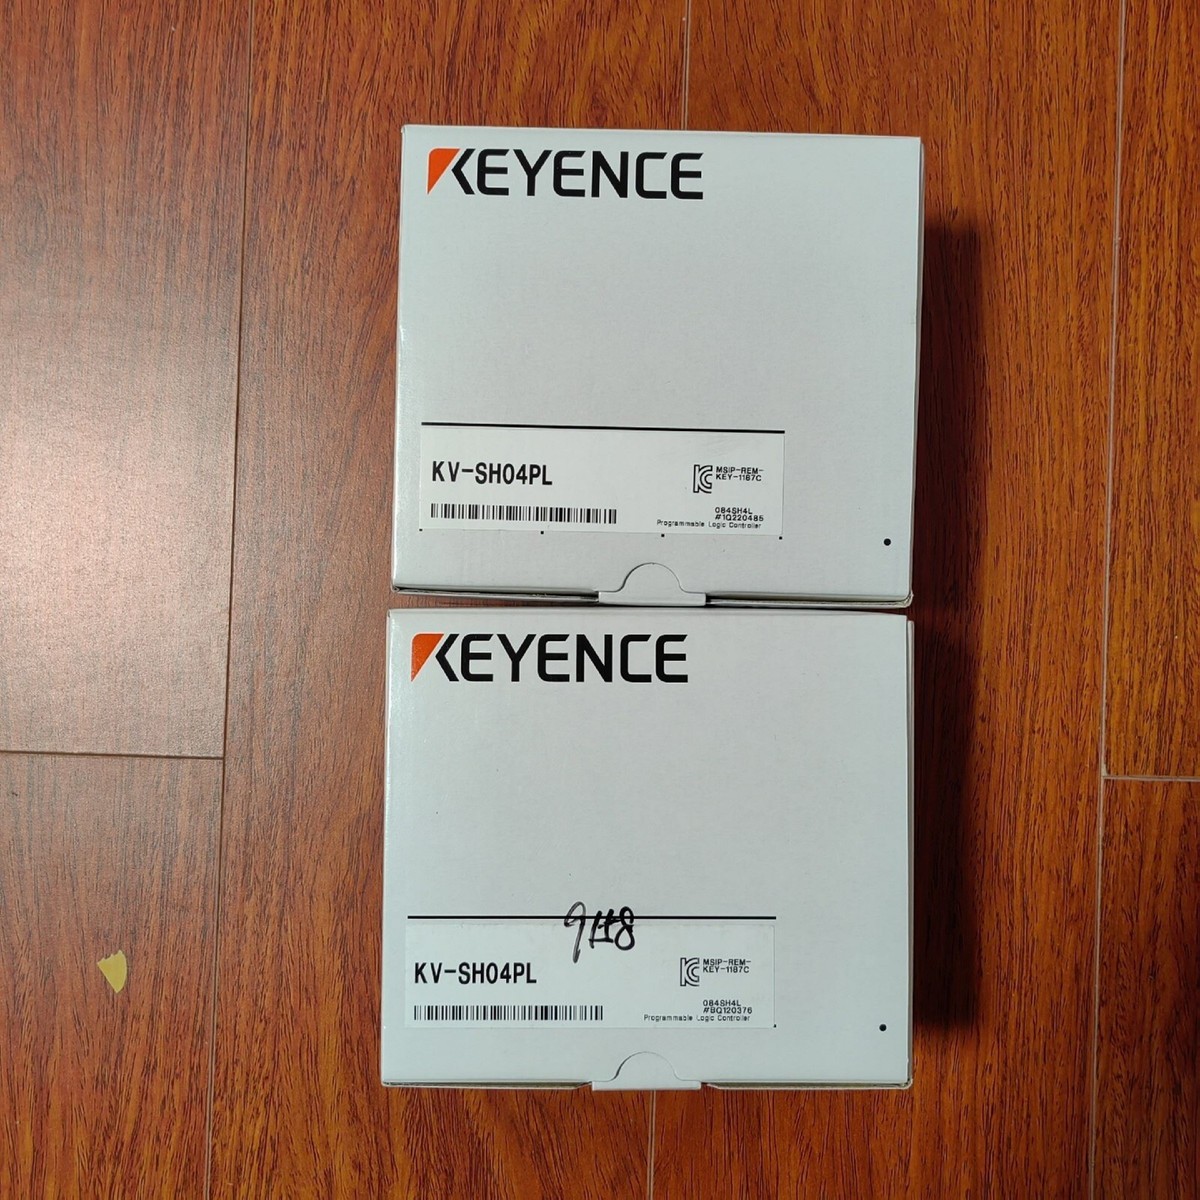 KEYENCE
KV-SH04PL
MSIP-REM-
KEY-1187C
084SH4L
#1Q220485
Programmable Logic Controller
KEYENCE
KV-SH04PL
MSIP-REM-
KEY-1187C
084SH4L
#BQ120376
Programmable Logic Controller